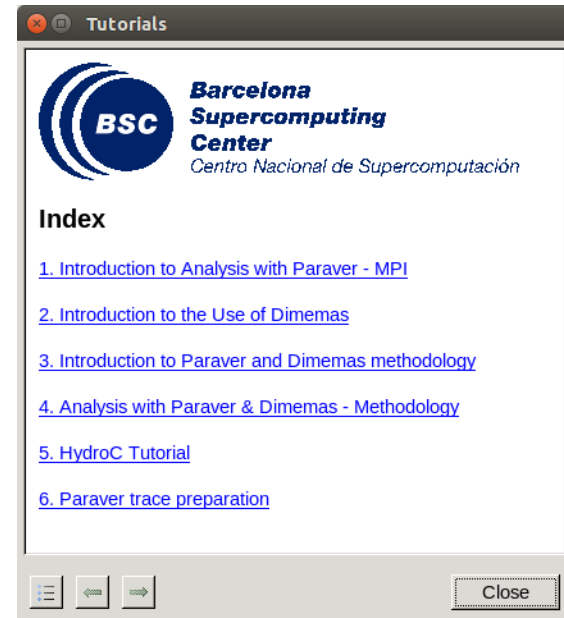 Tutorials
BSC
Barcelona
Supercomputing
Center
Centro Nacional de Supercomputación
Index
1. Introduction to Analysis with Paraver - MPI
2. Introduction to the Use of Dimemas
3. Introduction to Paraver and Dimemas methodology
4. Analysis with Paraver & Dimemas - Methodology
5. HydroC Tutorial
6. Paraver trace preparation
Close